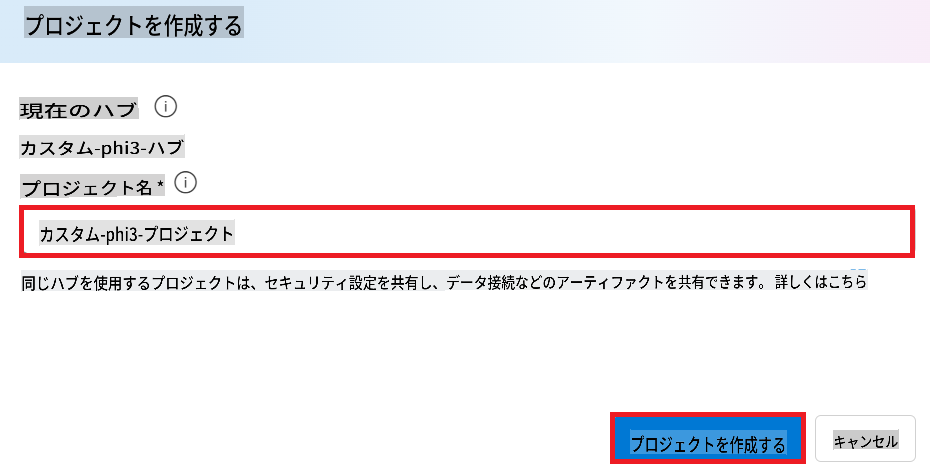 プロジェクトを作成する
現在のハブ
カスタム-phi3-ハブ
プロジェクト名 *
カスタム-phi3-プロジェクト
同じハブを使用するプロジェクトは、セキュリティ設定を共有し、データ接続などのアーティファクトを共有できます。 詳しくはこちら
プロジェクトを作成する キャンセル